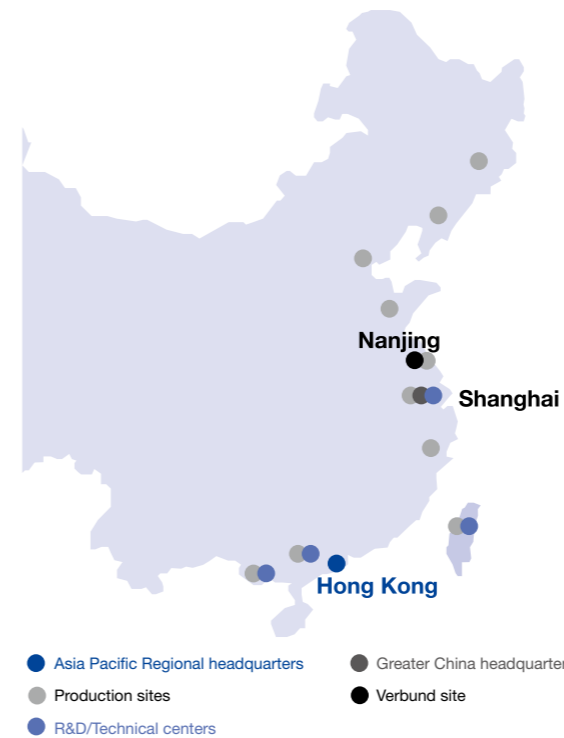 Nanjing
Shanghai
Hong Kong
Asia Pacific Regional headquarters
Greater China headquarter
Production sites
Verbund site
R&D/Technical centers